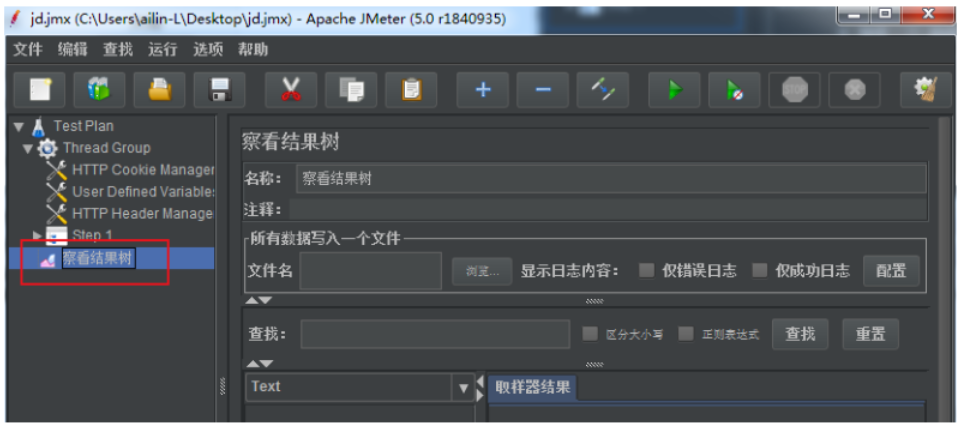 jd.jmx (C:\Users\ailin-L\Desktop\jd.jmx) - Apache JMeter (5.0 r1840935)
文件 编辑 查找 运行 选项 帮助
STOP
Test Plan
Thread Group
HTTP Cookie Manager
User Defined Variables
HTTP Header Manage
Step 1
察看结果树
察看结果树
名称: 察看结果树
注释:
所有数据写入一个文件
文件名 浏览... 显示日志内容: 仅错误日志 仅成功日志 配置
查找: 区分大小写 正则表达式 查找 重置
Text 取样器结果